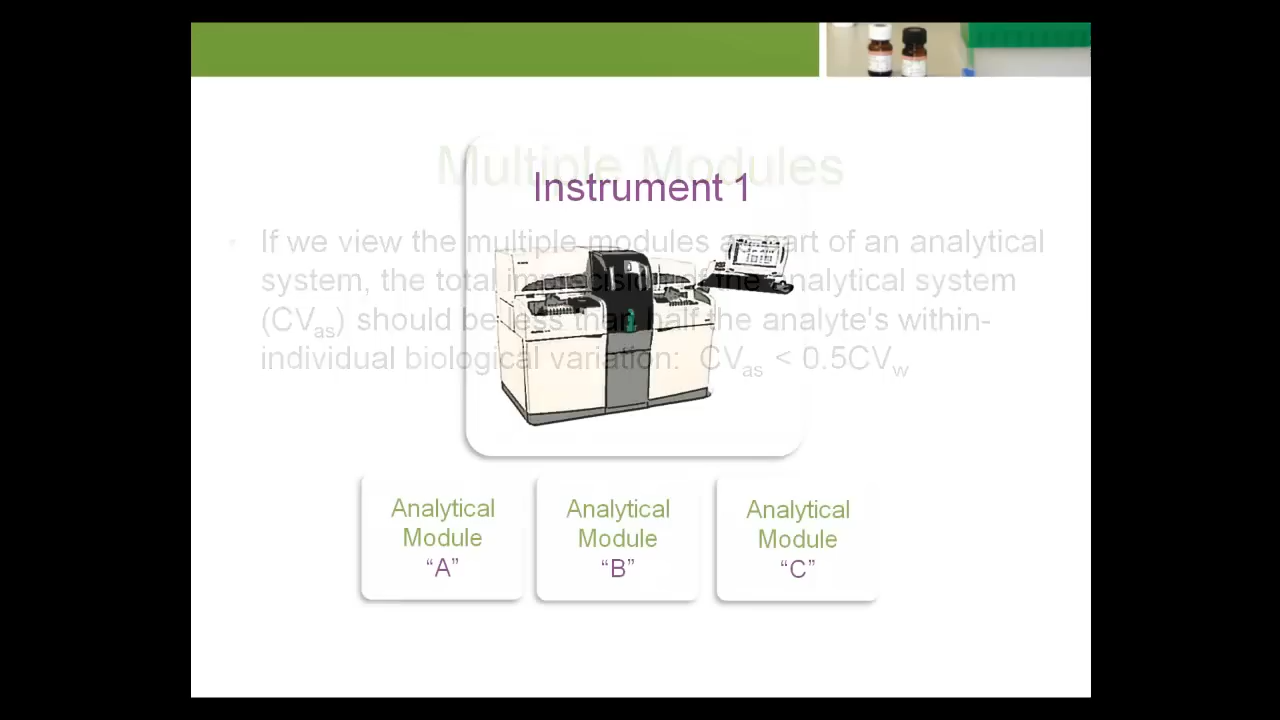 Multiple Modules
Instrument 1
If we view the multiple modules as part of an analytical
system, the total imprecision of the analytical system
(CVas) should be less than half the analyte's within-
individual biological variation: CVas < 0.5CVw
Analytical
Module
“A”
Analytical
Module
“B”
Analytical
Module
“C”